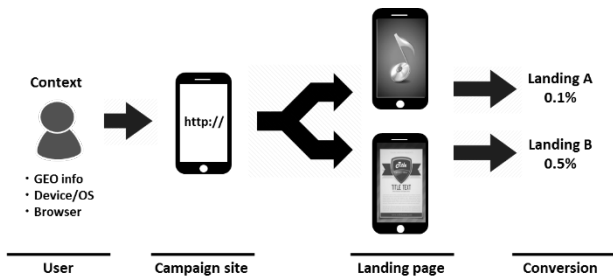 Context
・GEO info
・Device/OS
・Browser
http://
TITLE TEXT
Landing A
0.1%
Landing B
0.5%
User
Campaign site
Landing page
Conversion